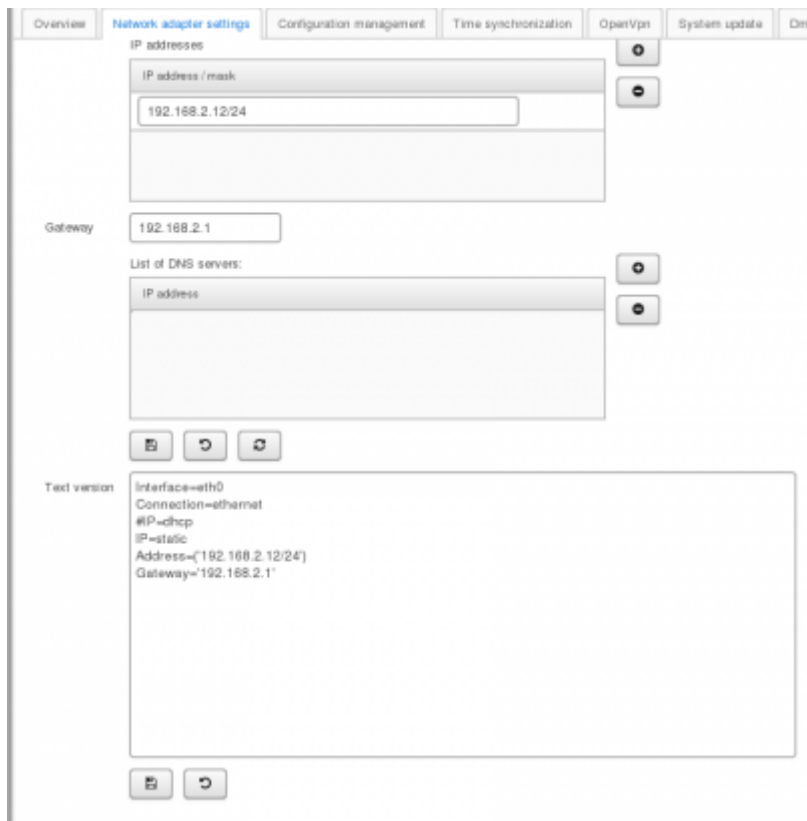 Overview Network adapter settings Configuration management Time synchronization OpenVpn System update
IP addresses
IP address / mask
192.168.2.12/24
Gateway 192.168.2.1
List of DNS servers:
IP address
Text version
Interface=eth0
Connection=ethernet
#IP=dhcp
IP=static
Address=('192.168.2.12/24')
Gateway='192.168.2.1'